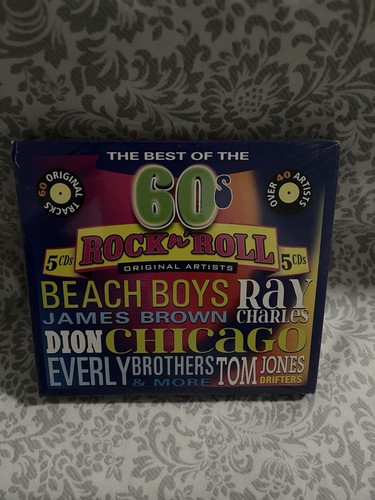 THE BEST OF THE
60s
60 ORIGINAL TRACKS
OVER 40 ARTISTS
ROCK n' ROLL
5 CDs
5 CDs
ORIGINAL ARTISTS
BEACH BOYS RAY CHARLES
JAMES BROWN
DION CHICAGO
EVERLY BROTHERS TOM JONES
& MORE DRIFTERS